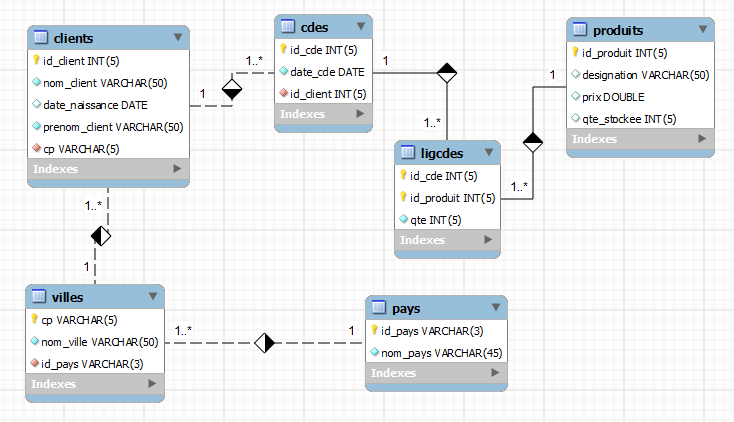 clients
id_client INT(5)
nom_client VARCHAR(50)
date_naissance DATE
prenom_client VARCHAR(50)
cp VARCHAR(5)
Indexes
1
1..*
cdes
id_cde INT(5)
date_cde DATE
id_client INT(5)
Indexes
1
1..*
ligcdes
id_cde INT(5)
id_produit INT(5)
qte INT(5)
Indexes
1..*
1
produits
id_produit INT(5)
designation VARCHAR(50)
prix DOUBLE
qte_stockee INT(5)
Indexes
1..*
1
villes
cp VARCHAR(5)
nom_ville VARCHAR(50)
id_pays VARCHAR(3)
Indexes
1..*
1
pays
id_pays VARCHAR(3)
nom_pays VARCHAR(45)
Indexes